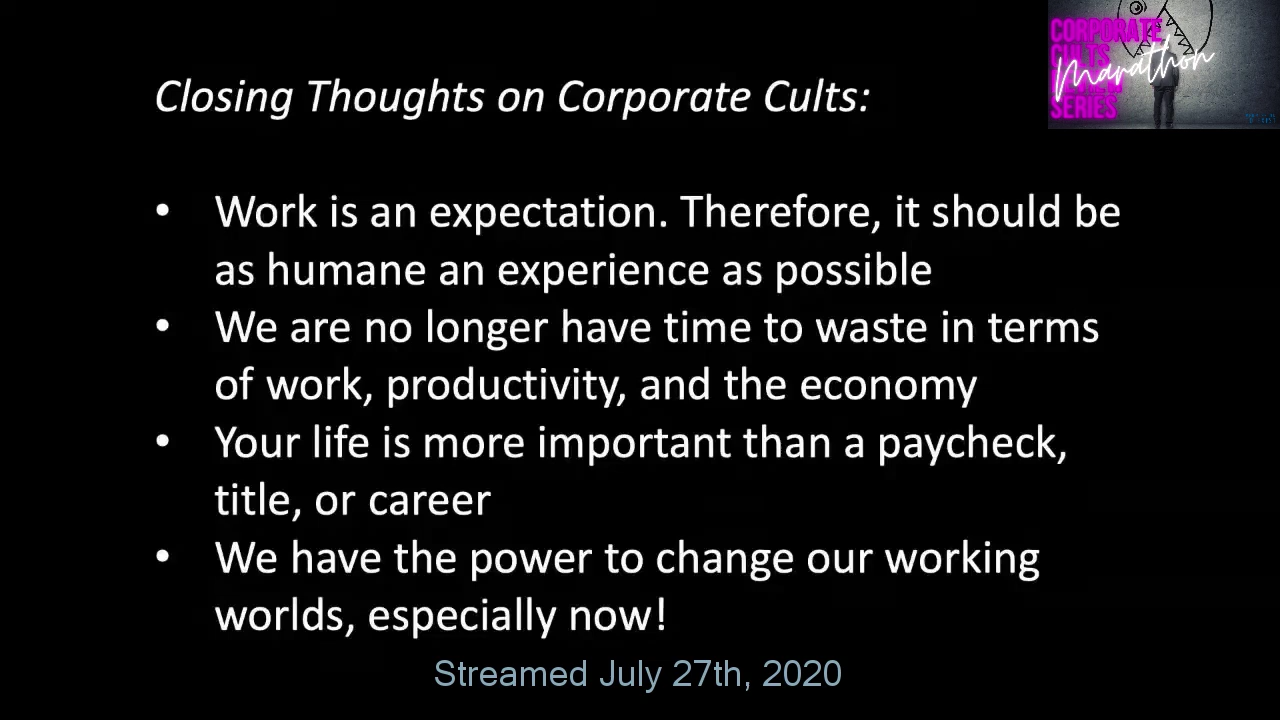 Closing Thoughts on Corporate Cults:
CORPORATE
CULTS
Marathon
SERIES
• Work is an expectation. Therefore, it should be
as humane an experience as possible
• We are no longer have time to waste in terms
of work, productivity, and the economy
• Your life is more important than a paycheck,
title, or career
• We have the power to change our working
worlds, especially now!
Streamed July 27th, 2020